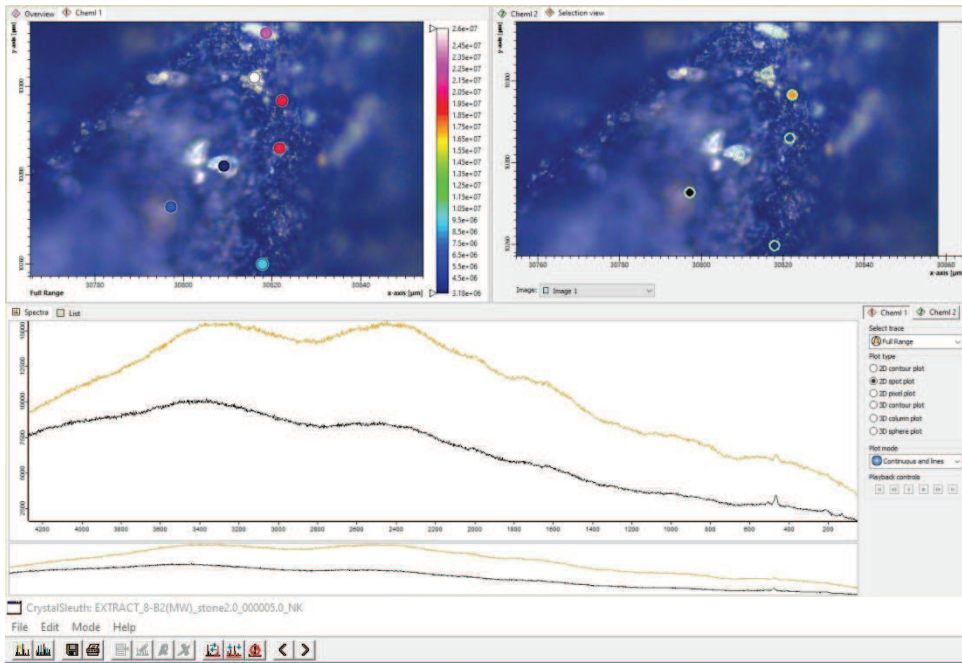 Overview Cheml 1
Cheml 2 Selection view
y-axis [µm]
Full Range
30780 30800 30820 30840
x-axis [µm]
2.6e+07
2.45e+07
2.35e+07
2.25e+07
2.15e+07
2.05e+07
1.95e+07
1.85e+07
1.75e+07
1.65e+07
1.55e+07
1.45e+07
1.35e+07
1.25e+07
1.15e+07
1.05e+07
9.5e+06
8.5e+06
7.5e+06
6.5e+06
5.5e+06
4.5e+06
3.18e+06
y-axis [µm]
30760 30780 30800 30820 30840 30860
x-axis [µm]
Image: Image 1
Spectra List
4200 4000 3800 3600 3400 3200 3000 2800 2600 2400 2200 2000 1800 1600 1400 1200 1000 800 600 400 200
Cheml 1 Cheml 2
Select trace
Full Range
Plot type
2D contour plot
2D spot plot
2D pixel plot
3D contour plot
3D column plot
3D sphere plot
Plot mode
Continuous and lines
Playback controls
CrystalSleuth: EXTRACT_8-B2(MW)_stone2.0_000005.0_NK
File Edit Mode Help